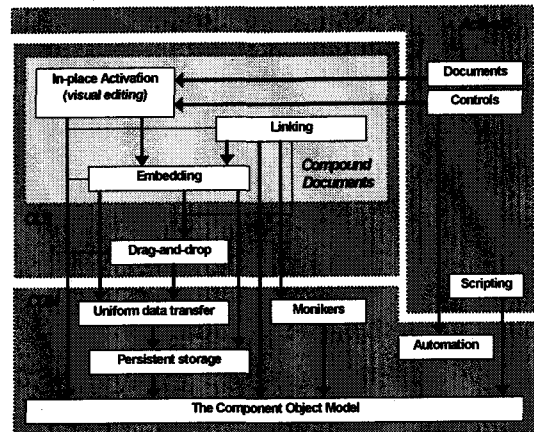 In-place Activation
(visual editing)
Documents
Controls
Linking
Compound
Documents
Embedding
Drag-and-drop
Scripting
Uniform data transfer
Monikers
Automation
Persistent storage
The Component Object Model